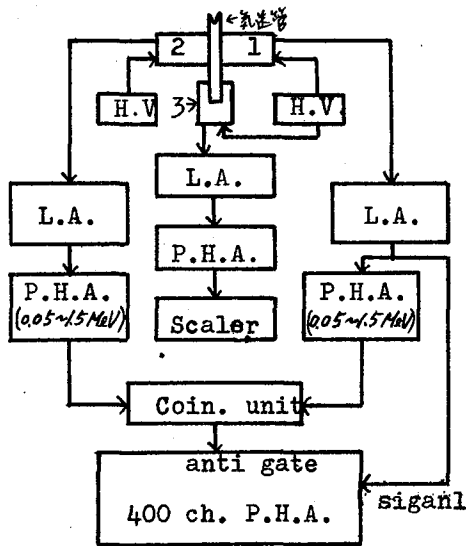 気送管
2
1
H.V
3
H.V.
L.A.
L.A.
L.A.
P.H.A.
(0.05~1.5MeV)
P.H.A.
P.H.A.
(0.05~1.5MeV)
Scaler
Coin. unit
anti gate
siganl
400 ch. P.H.A.